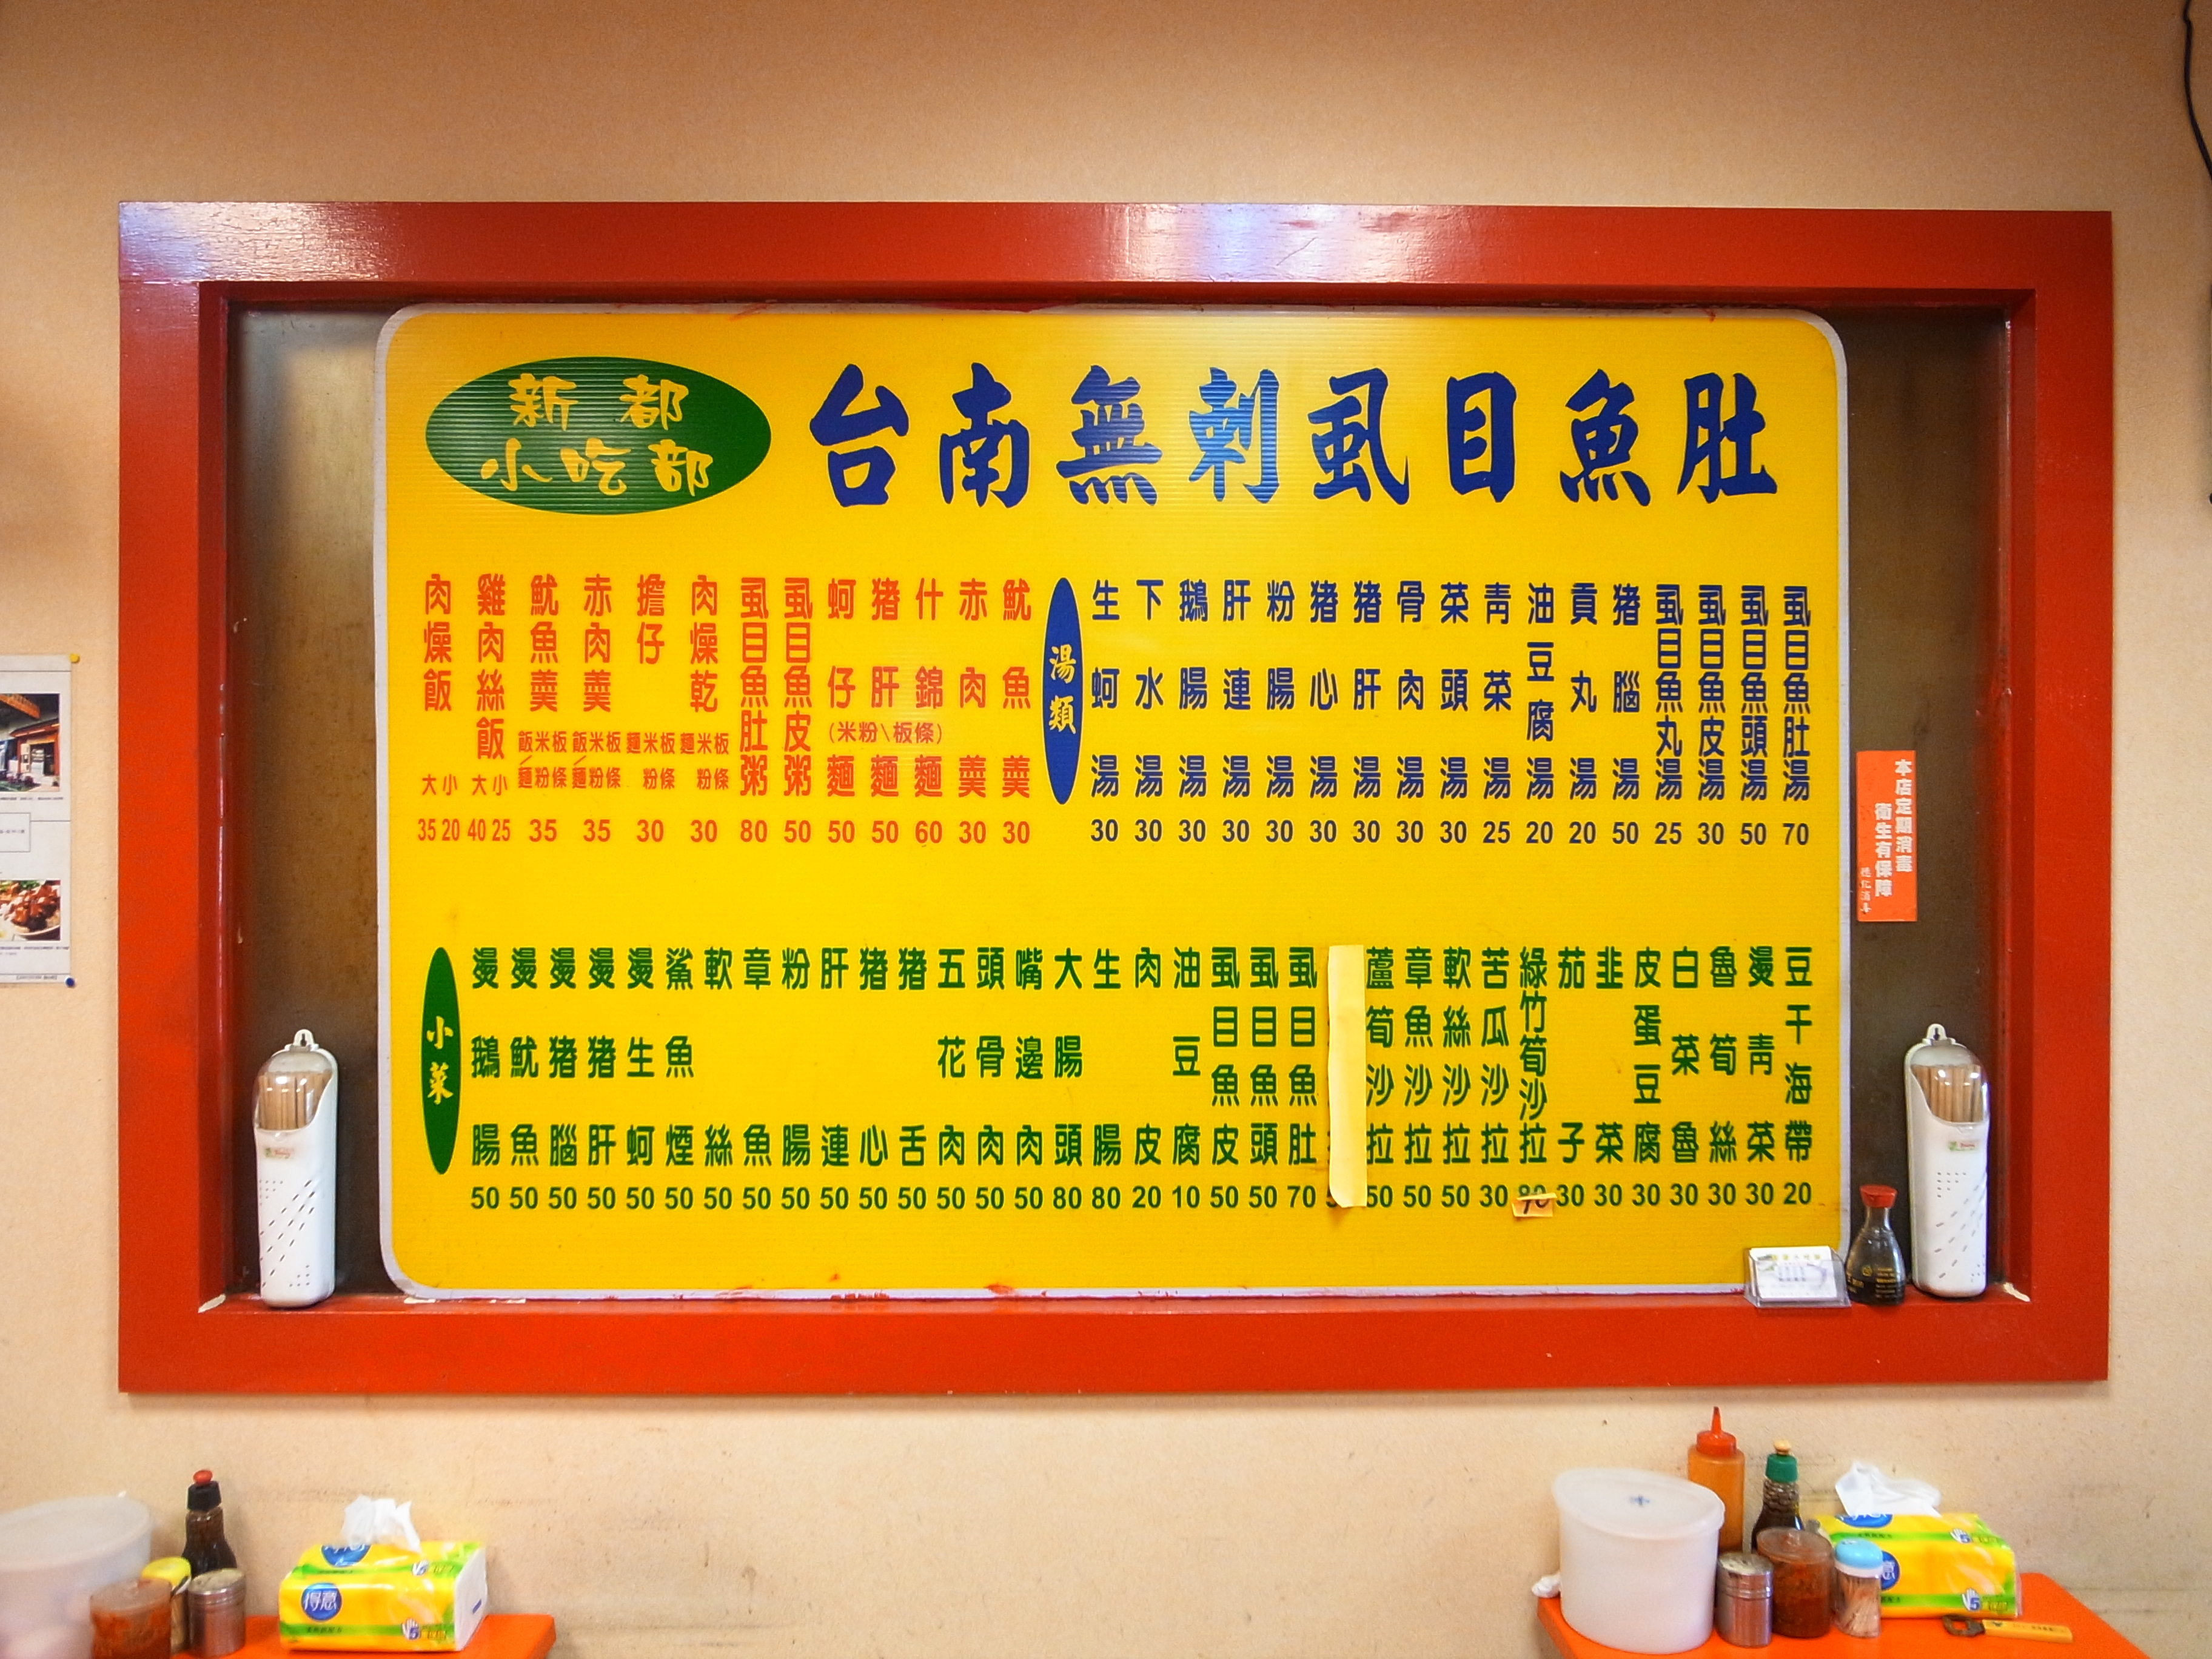 新都
小吃部
台南無刺虱目魚肚
肉燥飯 大小 35 20
雞肉絲飯 大小 40 25
魷魚羹 飯/麵 米粉 板條 35
赤肉羹 飯/麵 米粉 板條 35
擔仔 麵 米粉 板條 30
肉燥乾 麵 米粉 板條 30
虱目魚肚粥 80
虱目魚皮粥 50
蚵仔麵 50
豬肝麵 50
什錦麵 60
(米粉\板條)
赤肉羹 30
魷魚羹 30
湯類
生蚵湯 30
下水湯 30
鵝腸湯 30
肝連湯 30
粉腸湯 30
豬心湯 30
豬肝湯 30
骨肉湯 30
菜頭湯 30
青菜湯 25
油豆腐湯 20
貢丸湯 20
豬腦湯 50
虱目魚丸湯 25
虱目魚皮湯 30
虱目魚頭湯 50
虱目魚肚湯 70
小菜
燙鵝腸 50
燙魷魚 50
燙豬腦 50
燙豬肝 50
燙生蚵 50
鯊魚煙 50
軟絲 50
章魚 50
粉腸 50
肝連 50
豬心 50
豬舌 50
五花肉 50
頭骨肉 50
嘴邊肉 50
大腸頭 80
生腸 80
肉皮 20
油豆腐 10
虱目魚皮 50
虱目魚頭 50
虱目魚肚 70
蘆筍沙拉 50
章魚沙拉 50
軟絲沙拉 50
苦瓜沙拉 30
綠竹筍沙拉 70
茄子 30
韭菜 30
皮蛋豆腐 30
白菜魯 30
魯筍絲 30
燙青菜 30
豆干海帶 20
本店定期消毒
衛生有保障
得意